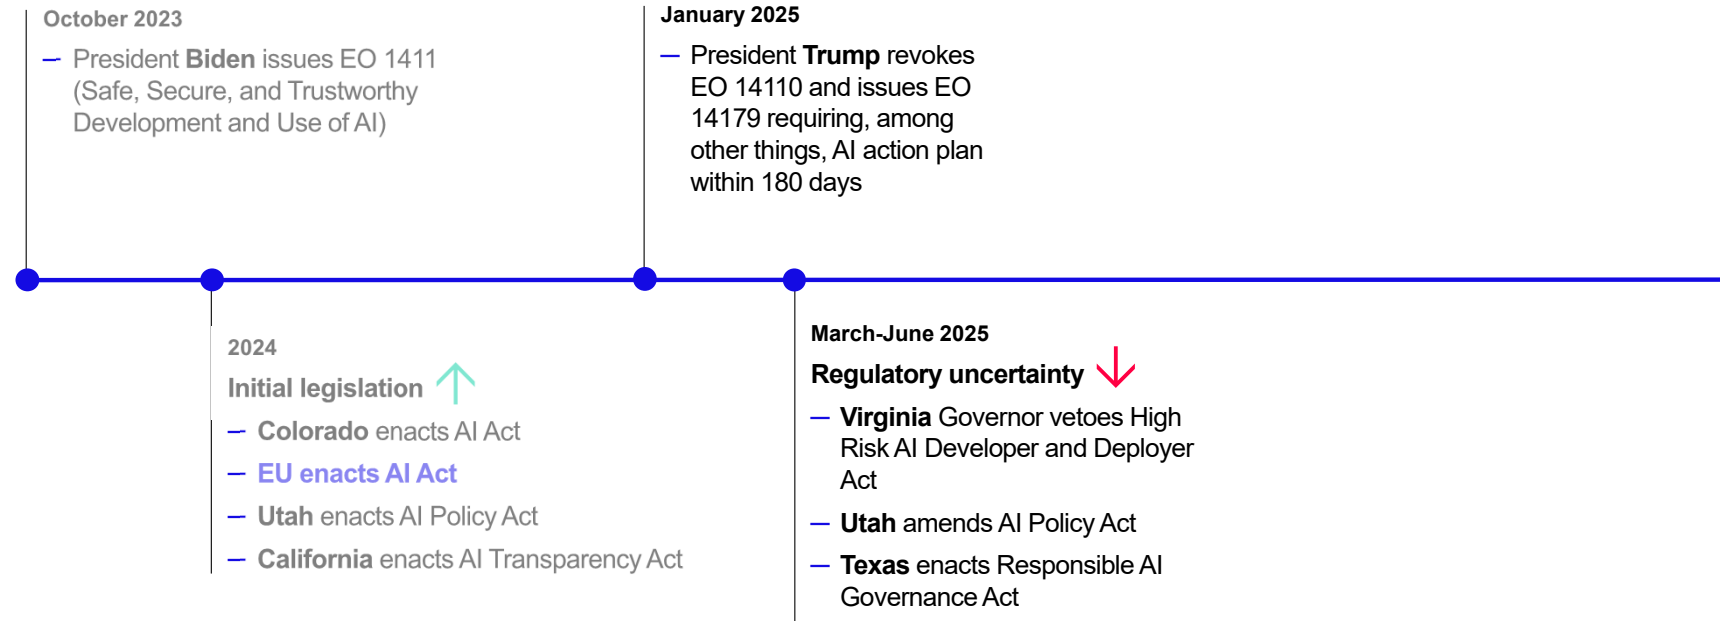 October 2023
– President Biden issues EO 1411
(Safe, Secure, and Trustworthy
Development and Use of AI)
January 2025
– President Trump revokes
EO 14110 and issues EO
14179 requiring, among
other things, AI action plan
within 180 days
2024
Initial legislation
– Colorado enacts AI Act
– EU enacts AI Act
– Utah enacts AI Policy Act
– California enacts AI Transparency Act
March-June 2025
Regulatory uncertainty
– Virginia Governor vetoes High
Risk AI Developer and Deployer
Act
– Utah amends AI Policy Act
– Texas enacts Responsible AI
Governance Act